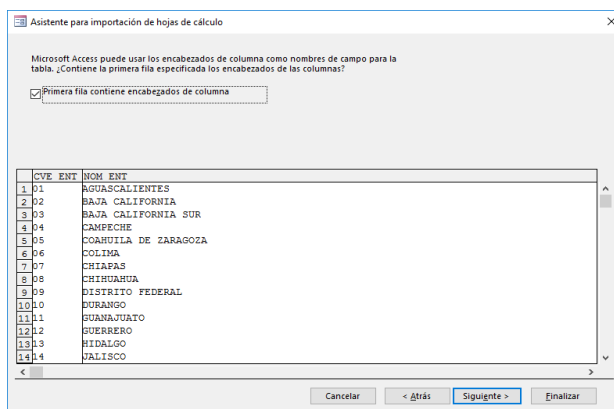 Asistente para importación de hojas de cálculo
Microsoft Access puede usar los encabezados de columna como nombres de campo para la
tabla. ¿Contiene la primera fila especificada los encabezados de las columnas?
Primera fila contiene encabezados de columna
CVE ENT NOM ENT
1 01 AGUASCALIENTES
2 02 BAJA CALIFORNIA
3 03 BAJA CALIFORNIA SUR
4 04 CAMPECHE
5 05 COAHUILA DE ZARAGOZA
6 06 COLIMA
7 07 CHIAPAS
8 08 CHIHUAHUA
9 09 DISTRITO FEDERAL
10 10 DURANGO
11 11 GUANAJUATO
12 12 GUERRERO
13 13 HIDALGO
14 14 JALISCO
Cancelar < Atrás Siguiente > Finalizar